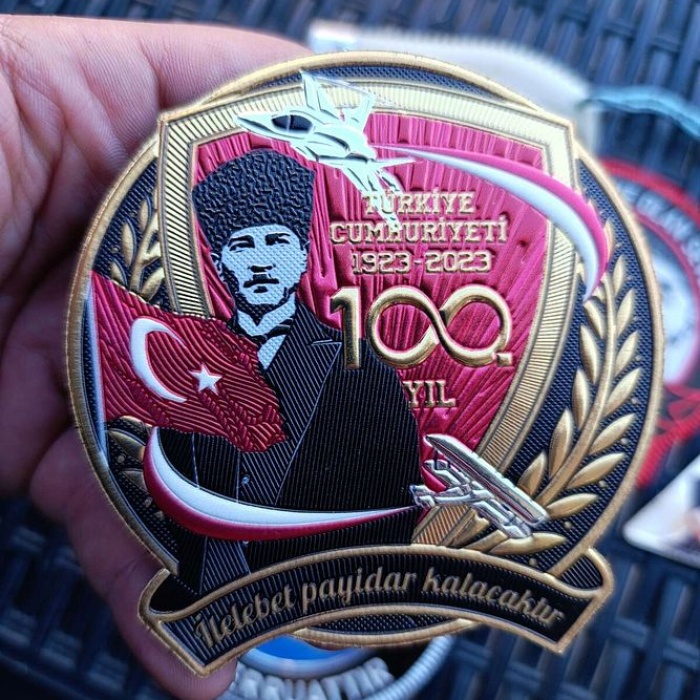 TÜRKİYE
CUMHURİYETİ
1923-2023
100.
YIL
İlelebet payidar kalacaktır